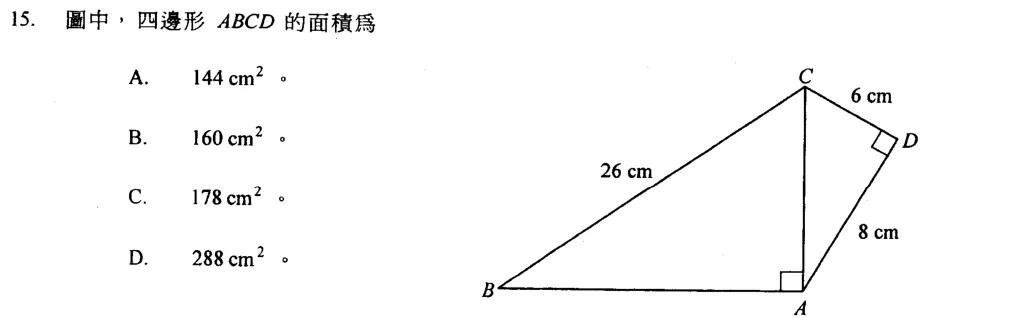 15. 圖中，四邊形 ABCD 的面積爲
A. 144 cm² 。
B. 160 cm² 。
C. 178 cm² 。
D. 288 cm² 。
C
6 cm
D
26 cm
8 cm
B
A